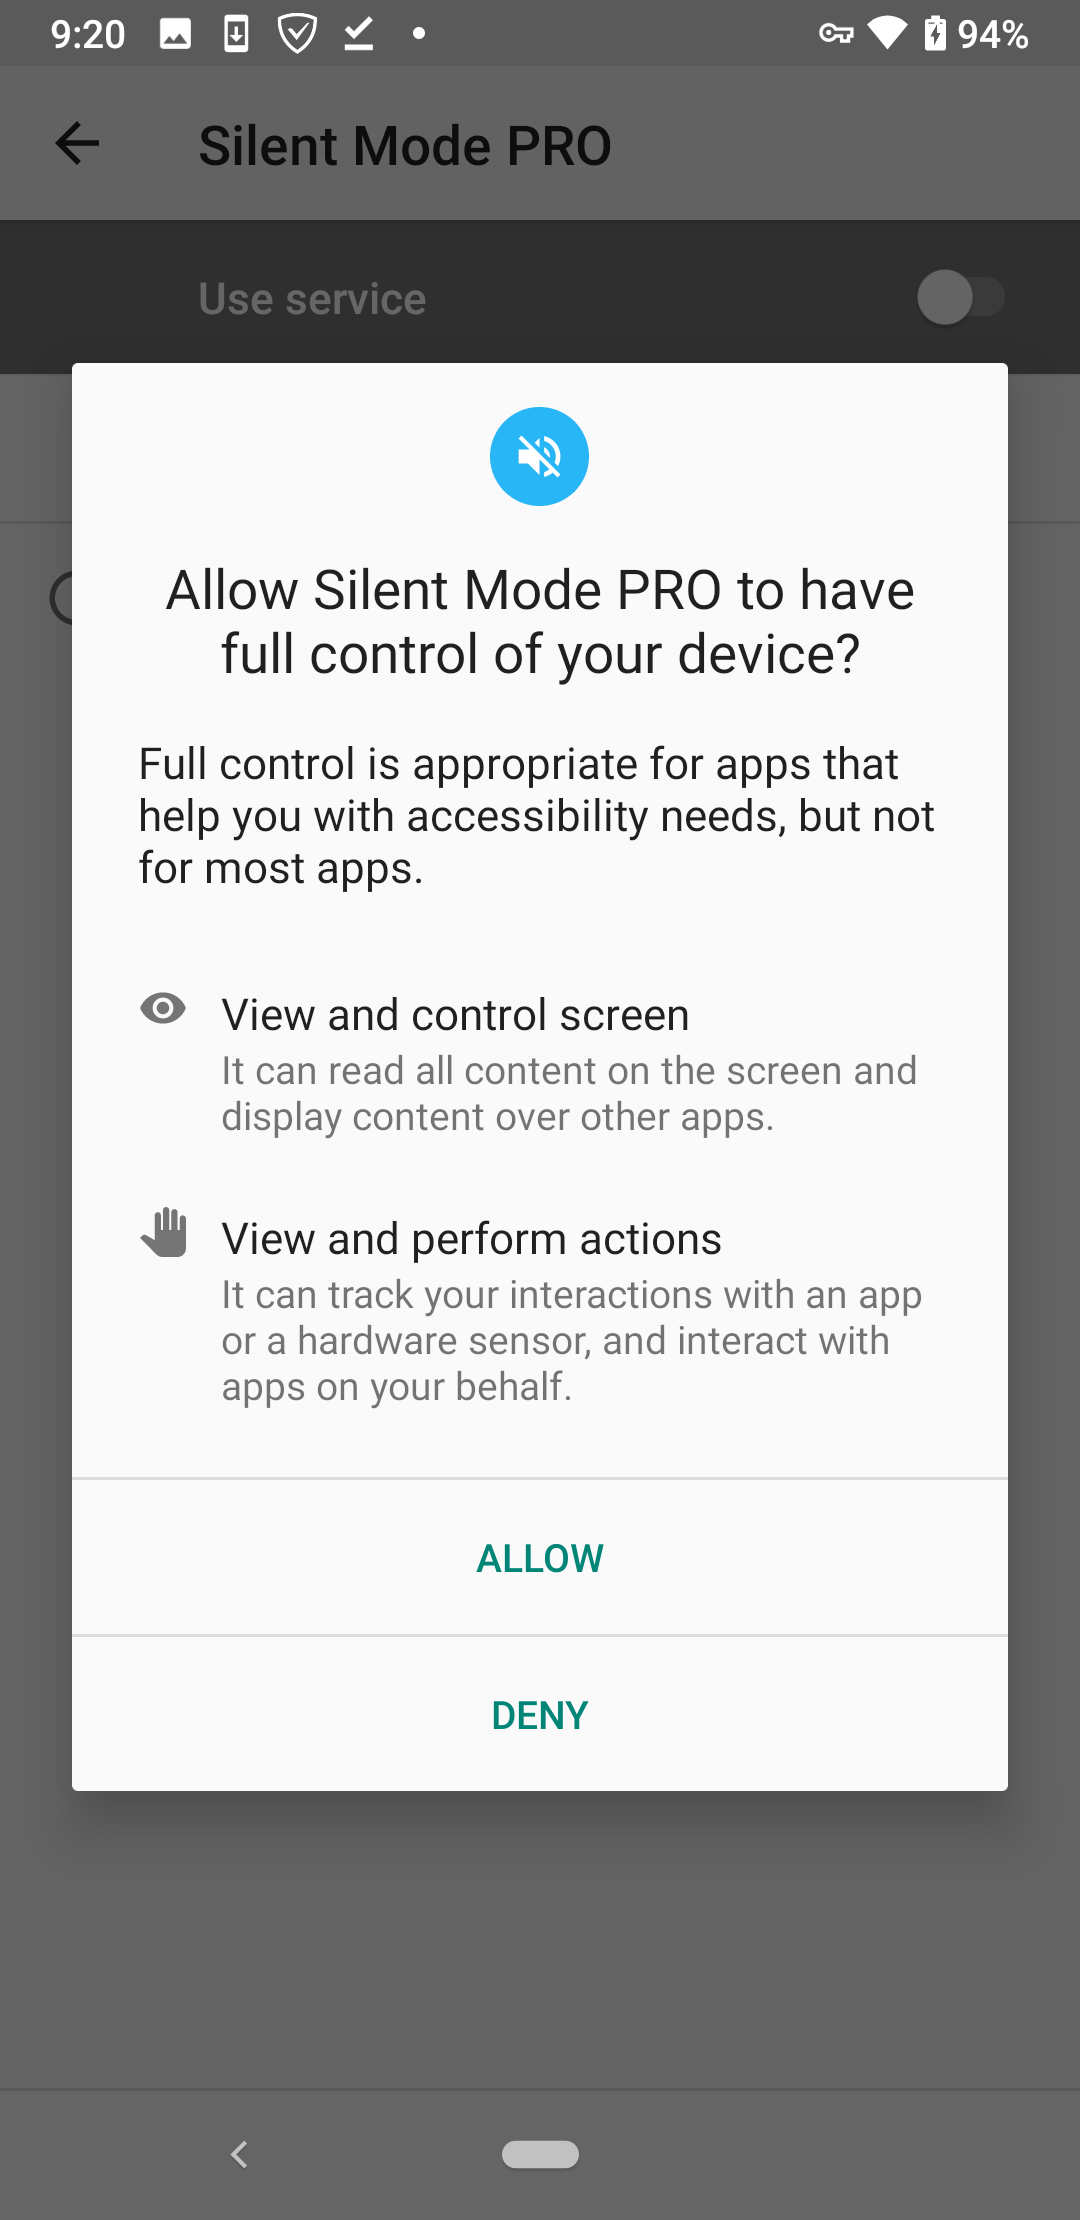 9:20
94%
Silent Mode PRO
Use service
Allow Silent Mode PRO to have
full control of your device?
Full control is appropriate for apps that
help you with accessibility needs, but not
for most apps.
View and control screen
It can read all content on the screen and
display content over other apps.
View and perform actions
It can track your interactions with an app
or a hardware sensor, and interact with
apps on your behalf.
ALLOW
DENY